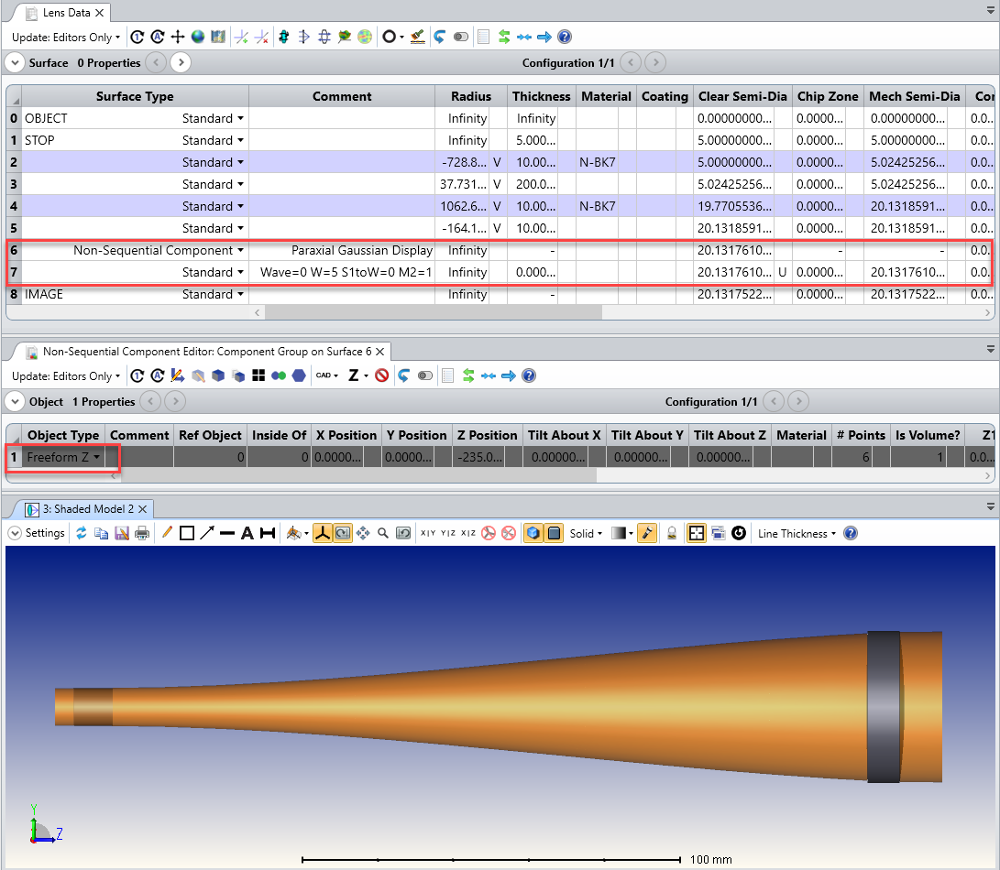 Lens Data
Update: Editors Only
Surface 0 Properties Configuration 1/1
Surface Type Comment Radius Thickness Material Coating Clear Semi-Dia Chip Zone Mech Semi-Dia Con
0 OBJECT Standard Infinity Infinity 0.00000000... 0.0000... 0.00000000... 0.0..
1 STOP Standard Infinity 5.000... 5.00000000... 0.0000... 5.00000000... 0.0..
2 Standard -728.8... V 10.00... N-BK7 5.00000000... 0.0000... 5.02425256... 0.0..
3 Standard 37.731... V 200.0... 5.02425256... 0.0000... 5.02425256... 0.0..
4 Standard 1062.6... V 10.00... N-BK7 19.7705536... 0.0000... 20.1318591... 0.0..
5 Standard -164.1... V 10.00... 20.1318591... 0.0000... 20.1318591... 0.0..
6 Non-Sequential Component Paraxial Gaussian Display Infinity - 20.1317610... - - 0.0..
7 Standard Wave=0 W=5 S1toW=0 M2=1 Infinity 0.000... 20.1317610... U 0.0000... 20.1317610... 0.0..
8 IMAGE Standard Infinity - 20.1317522... 0.0000... 20.1317522... 0.0..
Non-Sequential Component Editor: Component Group on Surface 6
Update: Editors Only CAD Z
Object 1 Properties Configuration 1/1
Object Type Comment Ref Object Inside Of X Position Y Position Z Position Tilt About X Tilt About Y Tilt About Z Material # Points Is Volume? Z1
1 Freeform Z 0 0 0.0000... 0.0000... -235.0... 0.00000... 0.00000... 0.00000... 6 1 0.0...
3: Shaded Model 2
Settings A H X|Y Y|Z X|Z Solid Line Thickness
Y
Z
100 mm